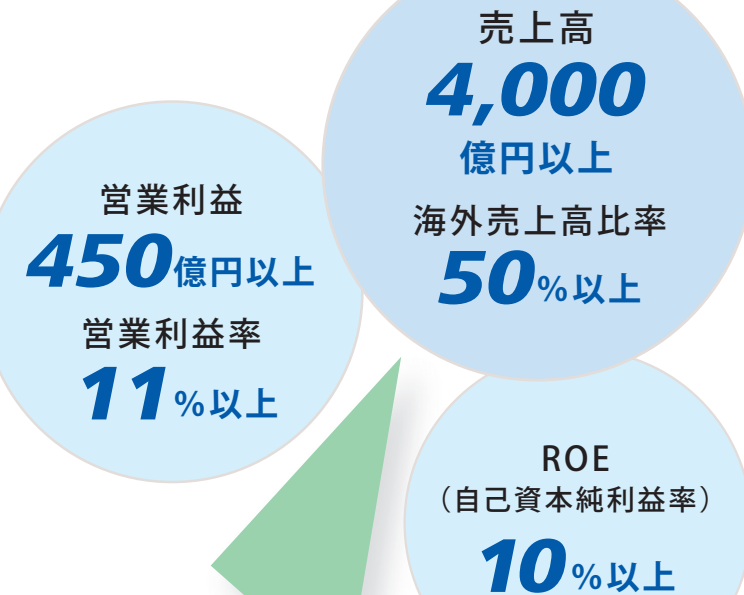 売上高
4,000
億円以上
海外売上高比率
50%以上
営業利益
450億円以上
営業利益率
11%以上
ROE
（自己資本純利益率）
10%以上